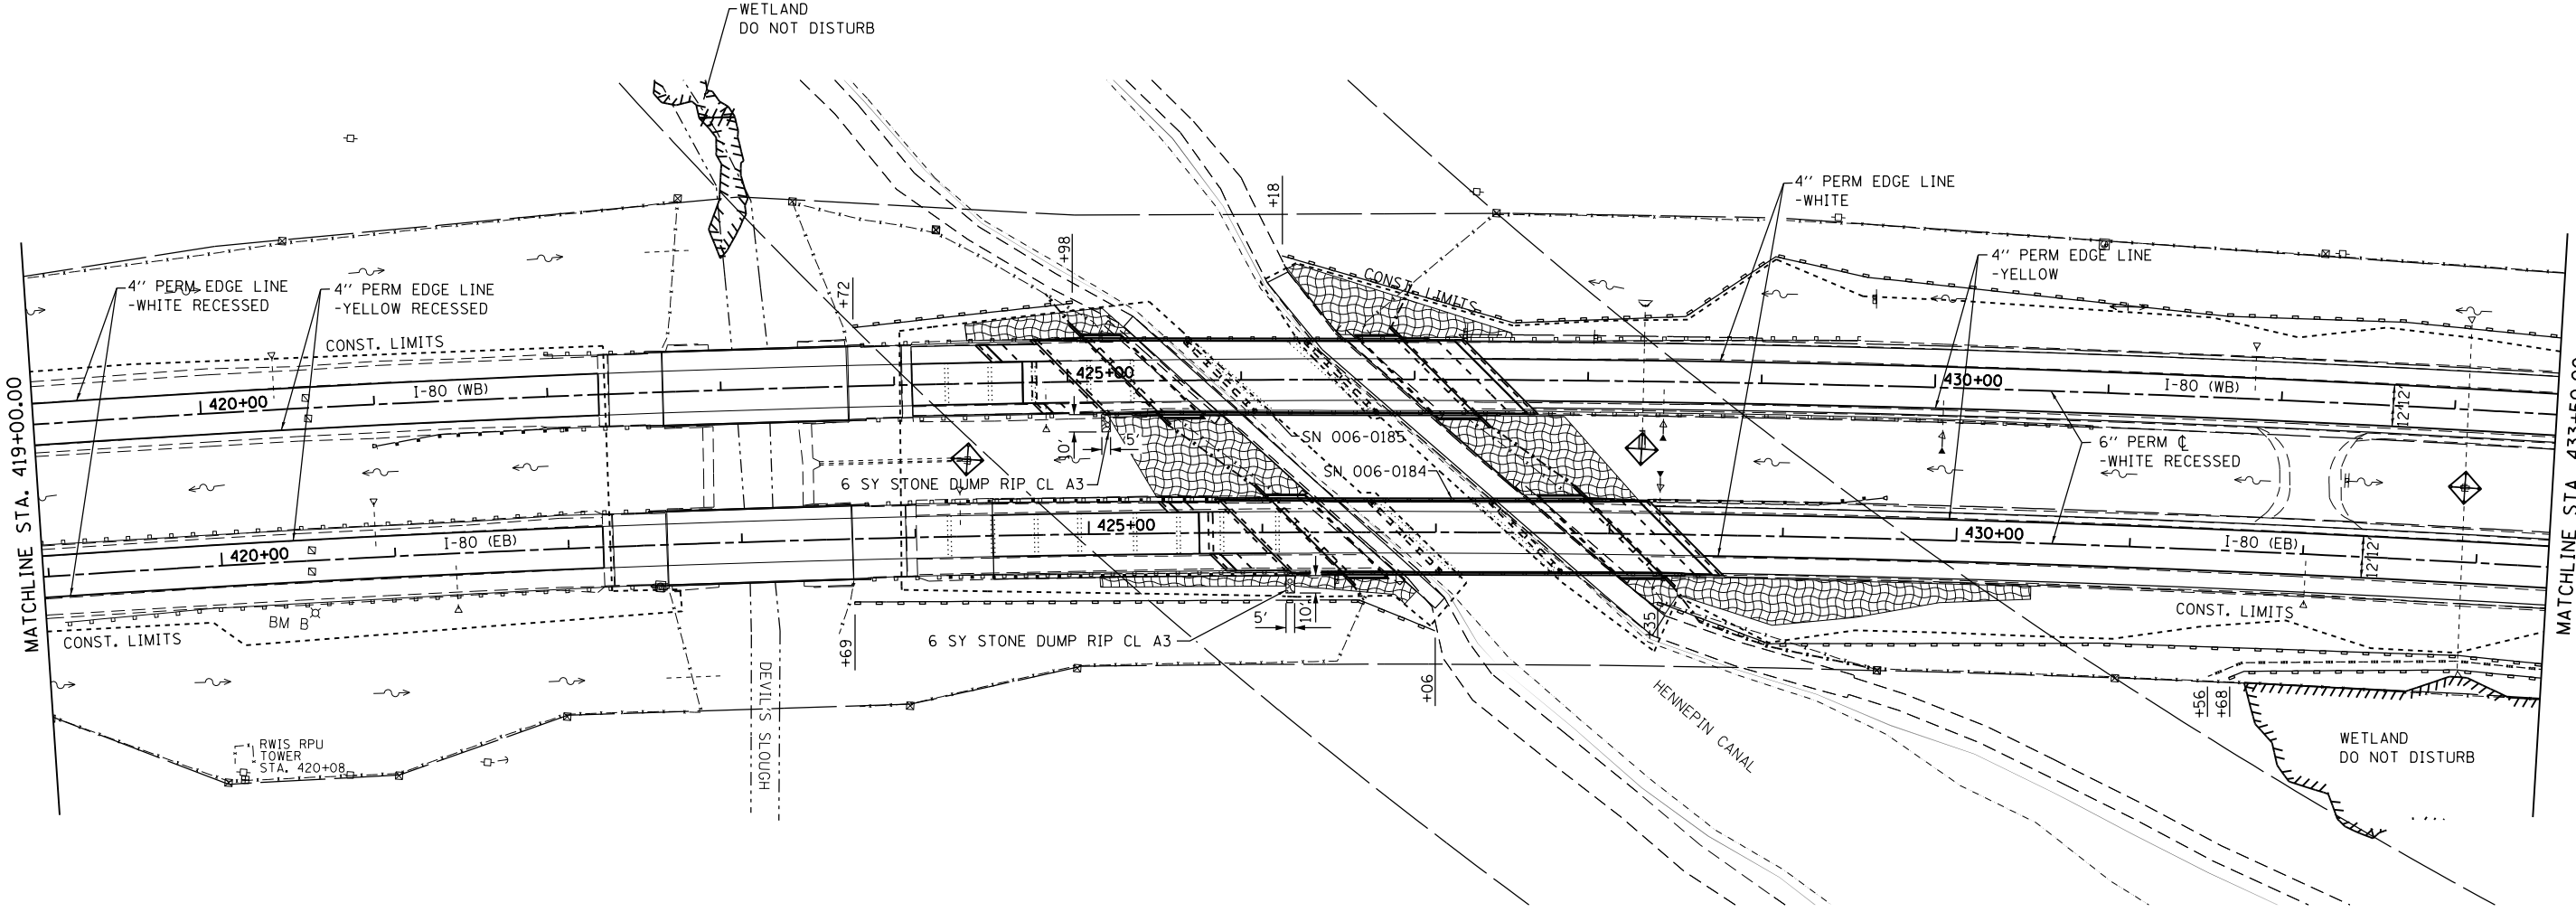 WETLAND
DO NOT DISTURB
+18
4'' PERM EDGE LINE
-WHITE
+98
4'' PERM EDGE LINE
-YELLOW
CONST. LIMITS
4'' PERM EDGE LINE
-WHITE RECESSED
4'' PERM EDGE LINE
-YELLOW RECESSED
+72
CONST. LIMITS
MATCHLINE STA. 419+00.00
MATCHLINE STA. 433+50.00
420+00
I-80 (WB)
425+00
430+00
I-80 (WB)
12'
12'
10'
5'
SN 006-0185
SN 006-0184
6 SY STONE DUMP RIP CL A3
6'' PERM ℄
-WHITE RECESSED
420+00
I-80 (EB)
425+00
430+00
I-80 (EB)
12'
12'
BM B
CONST. LIMITS
5'
10'
6 SY STONE DUMP RIP CL A3
+69
+35
+06
CONST. LIMITS
+56
+68
DEVIL'S SLOUGH
HENNEPIN CANAL
RWIS RPU
TOWER
STA. 420+08
WETLAND
DO NOT DISTURB